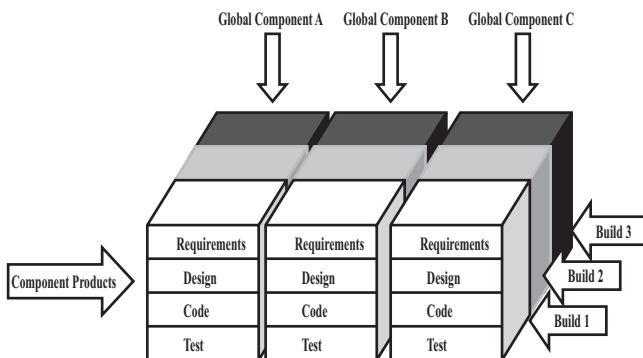 Global Component A Global Component B Global Component C
Build 3
Requirements Requirements Requirements
Component Products Design Design Design Build 2
Code Code Code
Build 1
Test Test Test